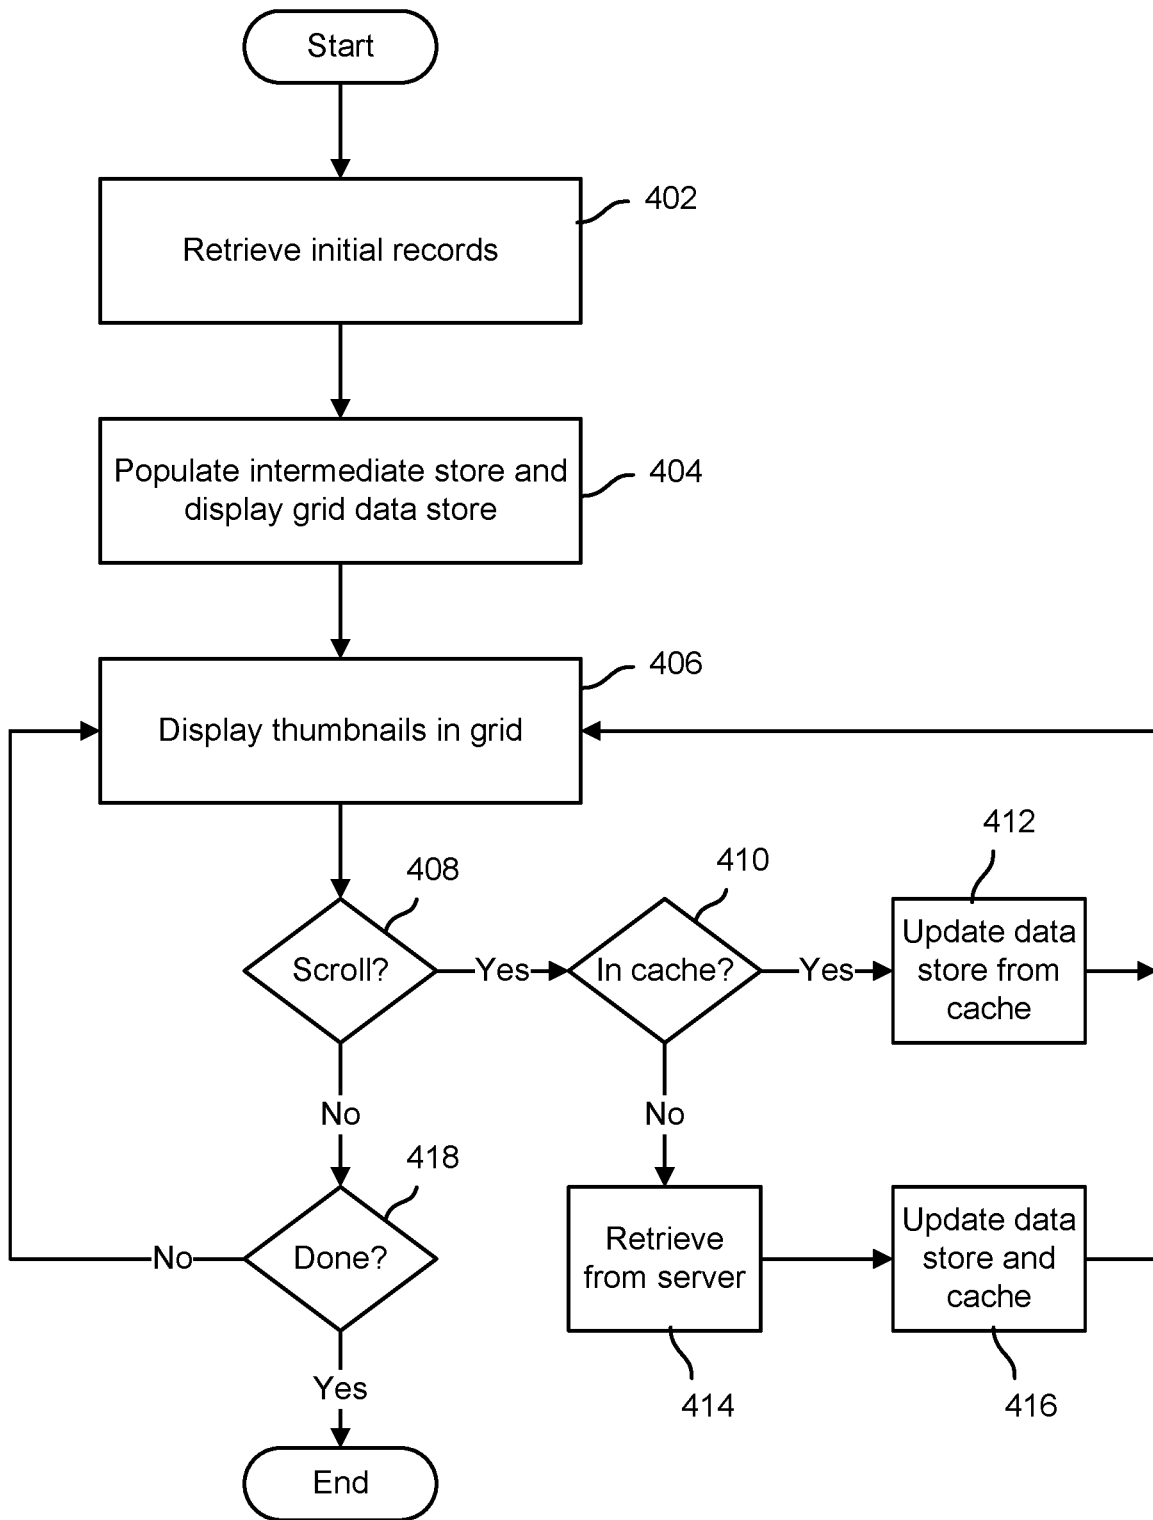 Start
402
Retrieve initial records
404
Populate intermediate store and
display grid data store
406
Display thumbnails in grid
408
Scroll?
Yes
410
In cache?
Yes
412
Update data
store from
cache
No
No
418
Done?
No
Retrieve
from server
414
Update data
store and
cache
416
Yes
End